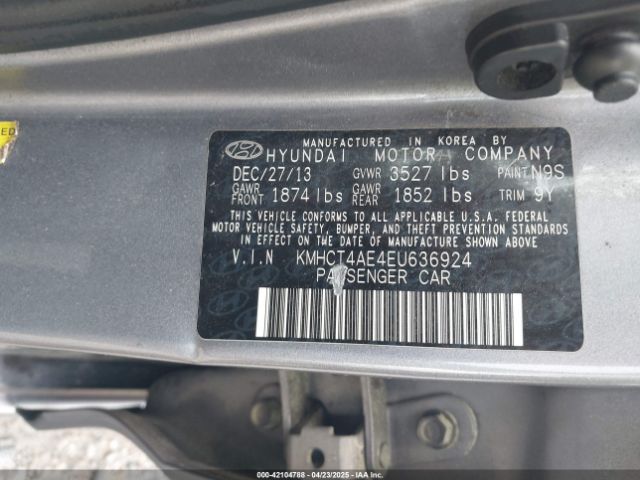 ED
MANUFACTURED IN KOREA BY
HYUNDAI MOTOR COMPANY
DEC/27/13 GVWR 3527 lbs PAINT N9S
GAWR FRONT 1874 lbs GAWR REAR 1852 lbs TRIM 9Y
THIS VEHICLE CONFORMS TO ALL APPLICABLE U.S.A. FEDERAL
MOTOR VEHICLE SAFETY, BUMPER, AND THEFT PREVENTION STANDARDS
IN EFFECT ON THE DATE OF MANUFACTURE SHOWN ABOVE.
V.I.N KMHCT4AE4EU636924
PASSENGER CAR
000-42104788 - 04/23/2025 - IAAI.COM